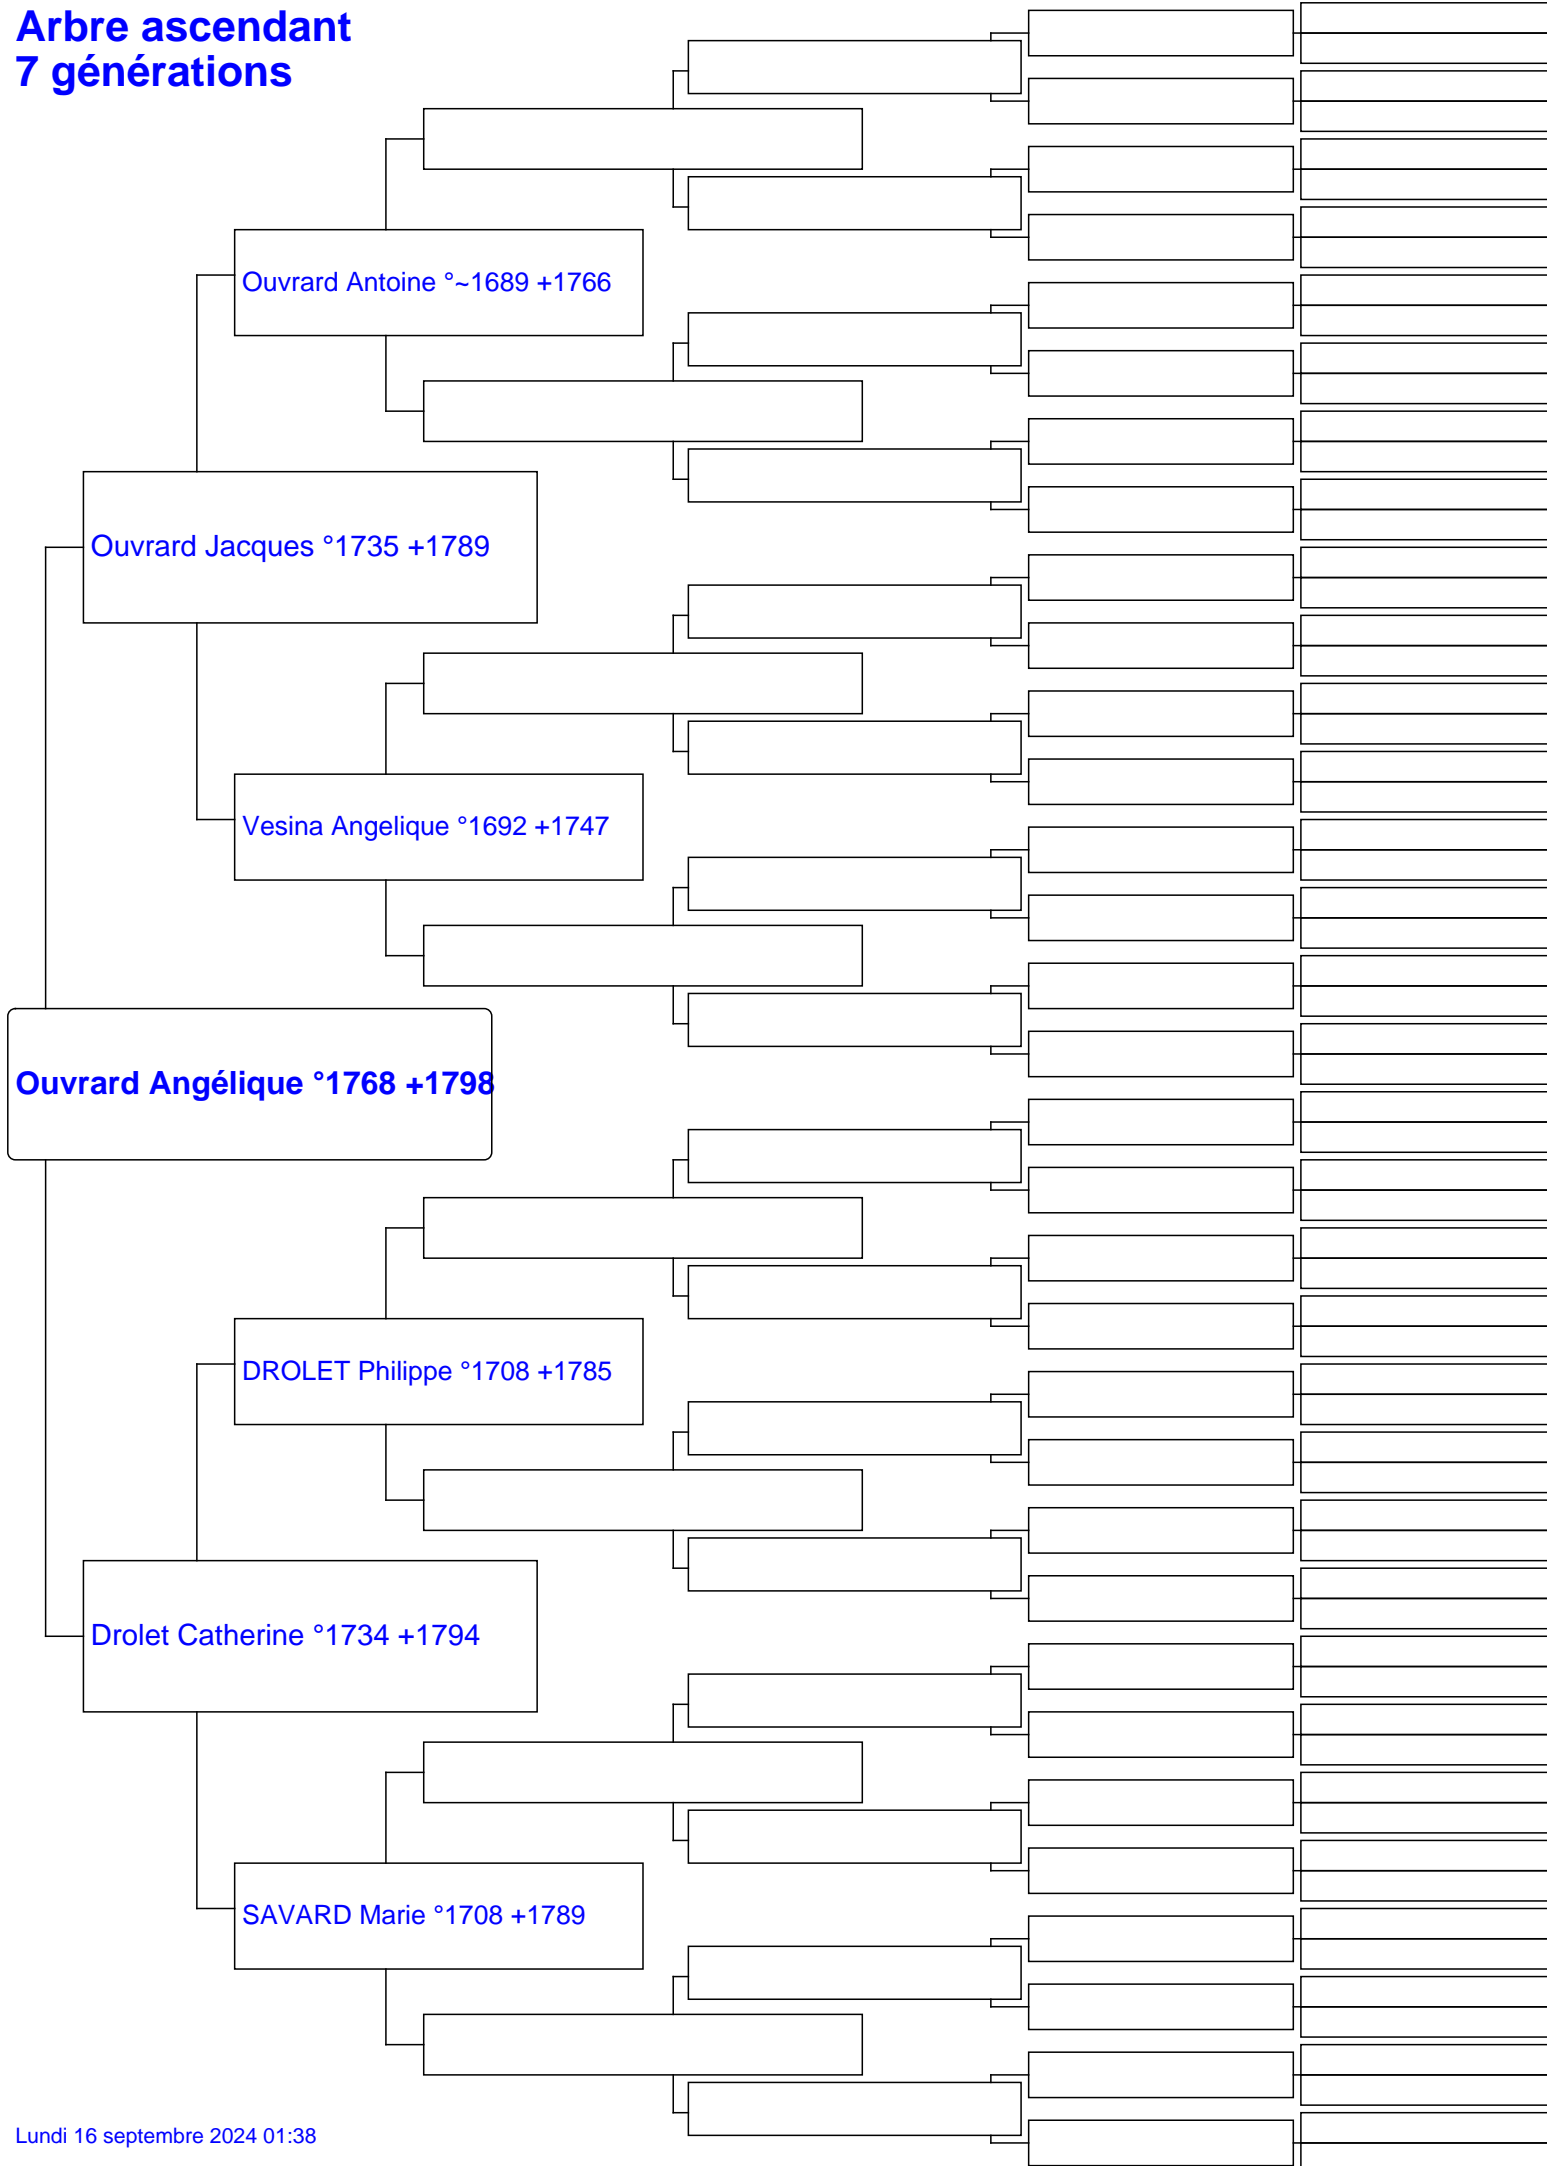 Arbre ascendant
7 générations
Ouvrard Antoine °~1689 +1766
Ouvrard Jacques °1735 +1789
Vesina Angelique °1692 +1747
Ouvrard Angélique °1768 +1798
DROLET Philippe °1708 +1785
Drolet Catherine °1734 +1794
SAVARD Marie °1708 +1789
Lundi 16 septembre 2024 01:38